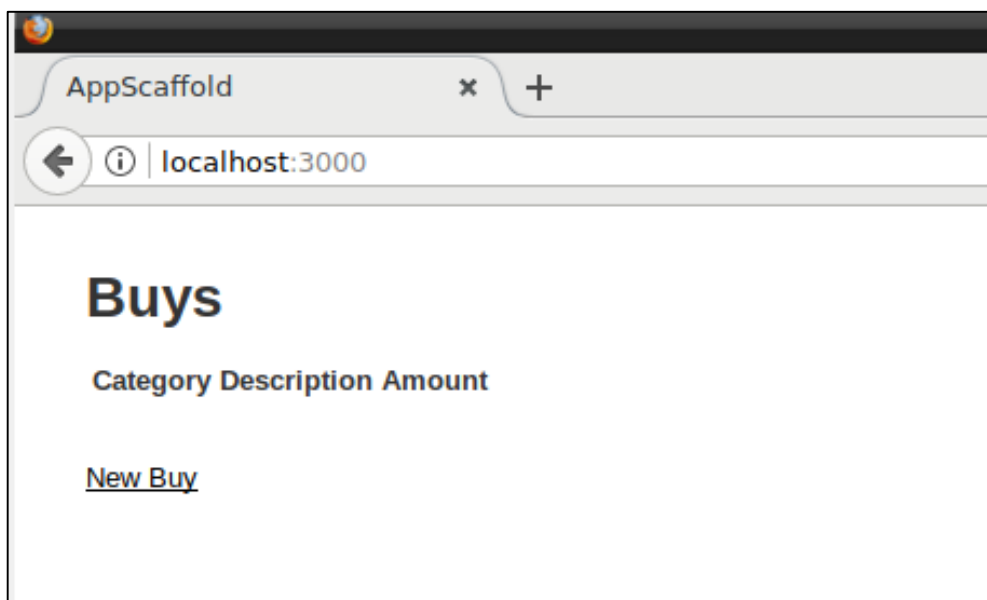 AppScaffold
localhost:3000
Buys
Category Description Amount
New Buy